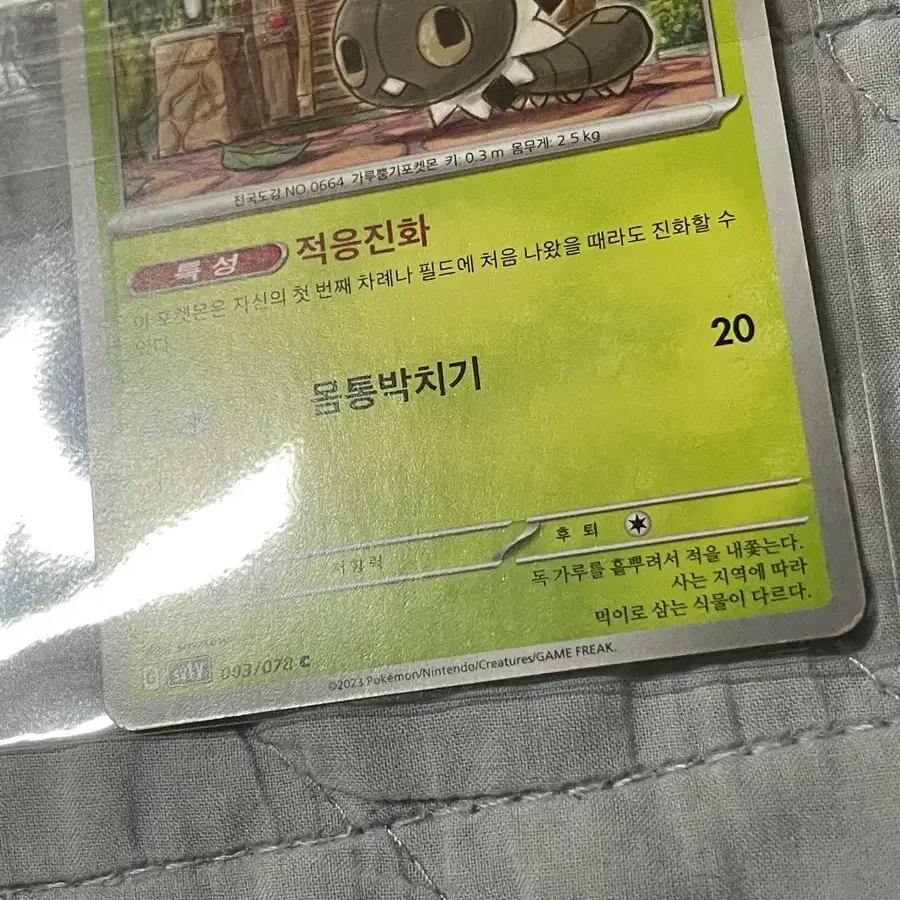 전국도감 NO.0664 가루뿜기포켓몬 키: 0.3 m 몸무게: 2.5 kg
특성 적응진화
이 포켓몬은 자신의 첫 번째 차례나 필드에 처음 나왔을 때라도 진화할 수
있다.
몸통박치기 20
저항력 후퇴
독 가루를 흩뿌려서 적을 내쫓는다.
사는 지역에 따라
먹이로 삼는 식물이 다르다.
G SV1V 003/078 C
©2023 Pokémon/Nintendo/Creatures/GAME FREAK.